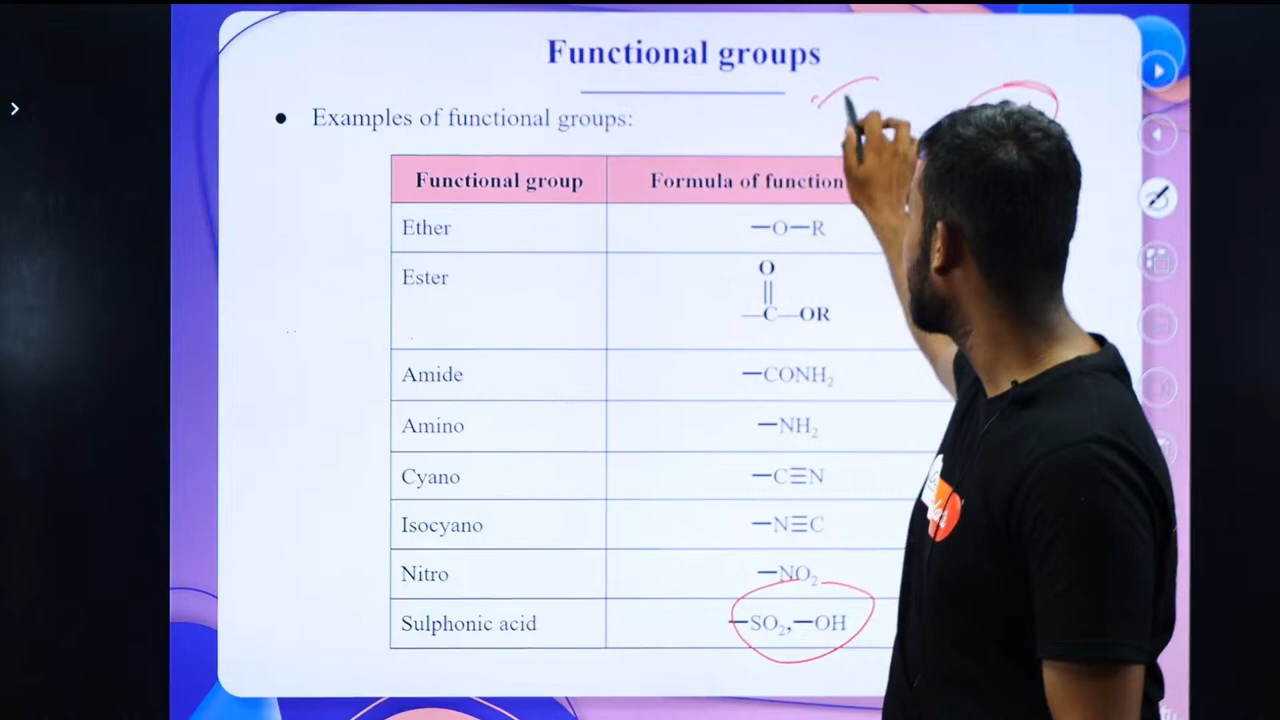 Functional groups
● Examples of functional groups:
Functional group Formula of function
Ether —O—R
Ester
O
||
—C—OR
Amide —CONH₂
Amino —NH₂
Cyano —C≡N
Isocyano —N≡C
Nitro —NO₂
Sulphonic acid —SO₂,—OH